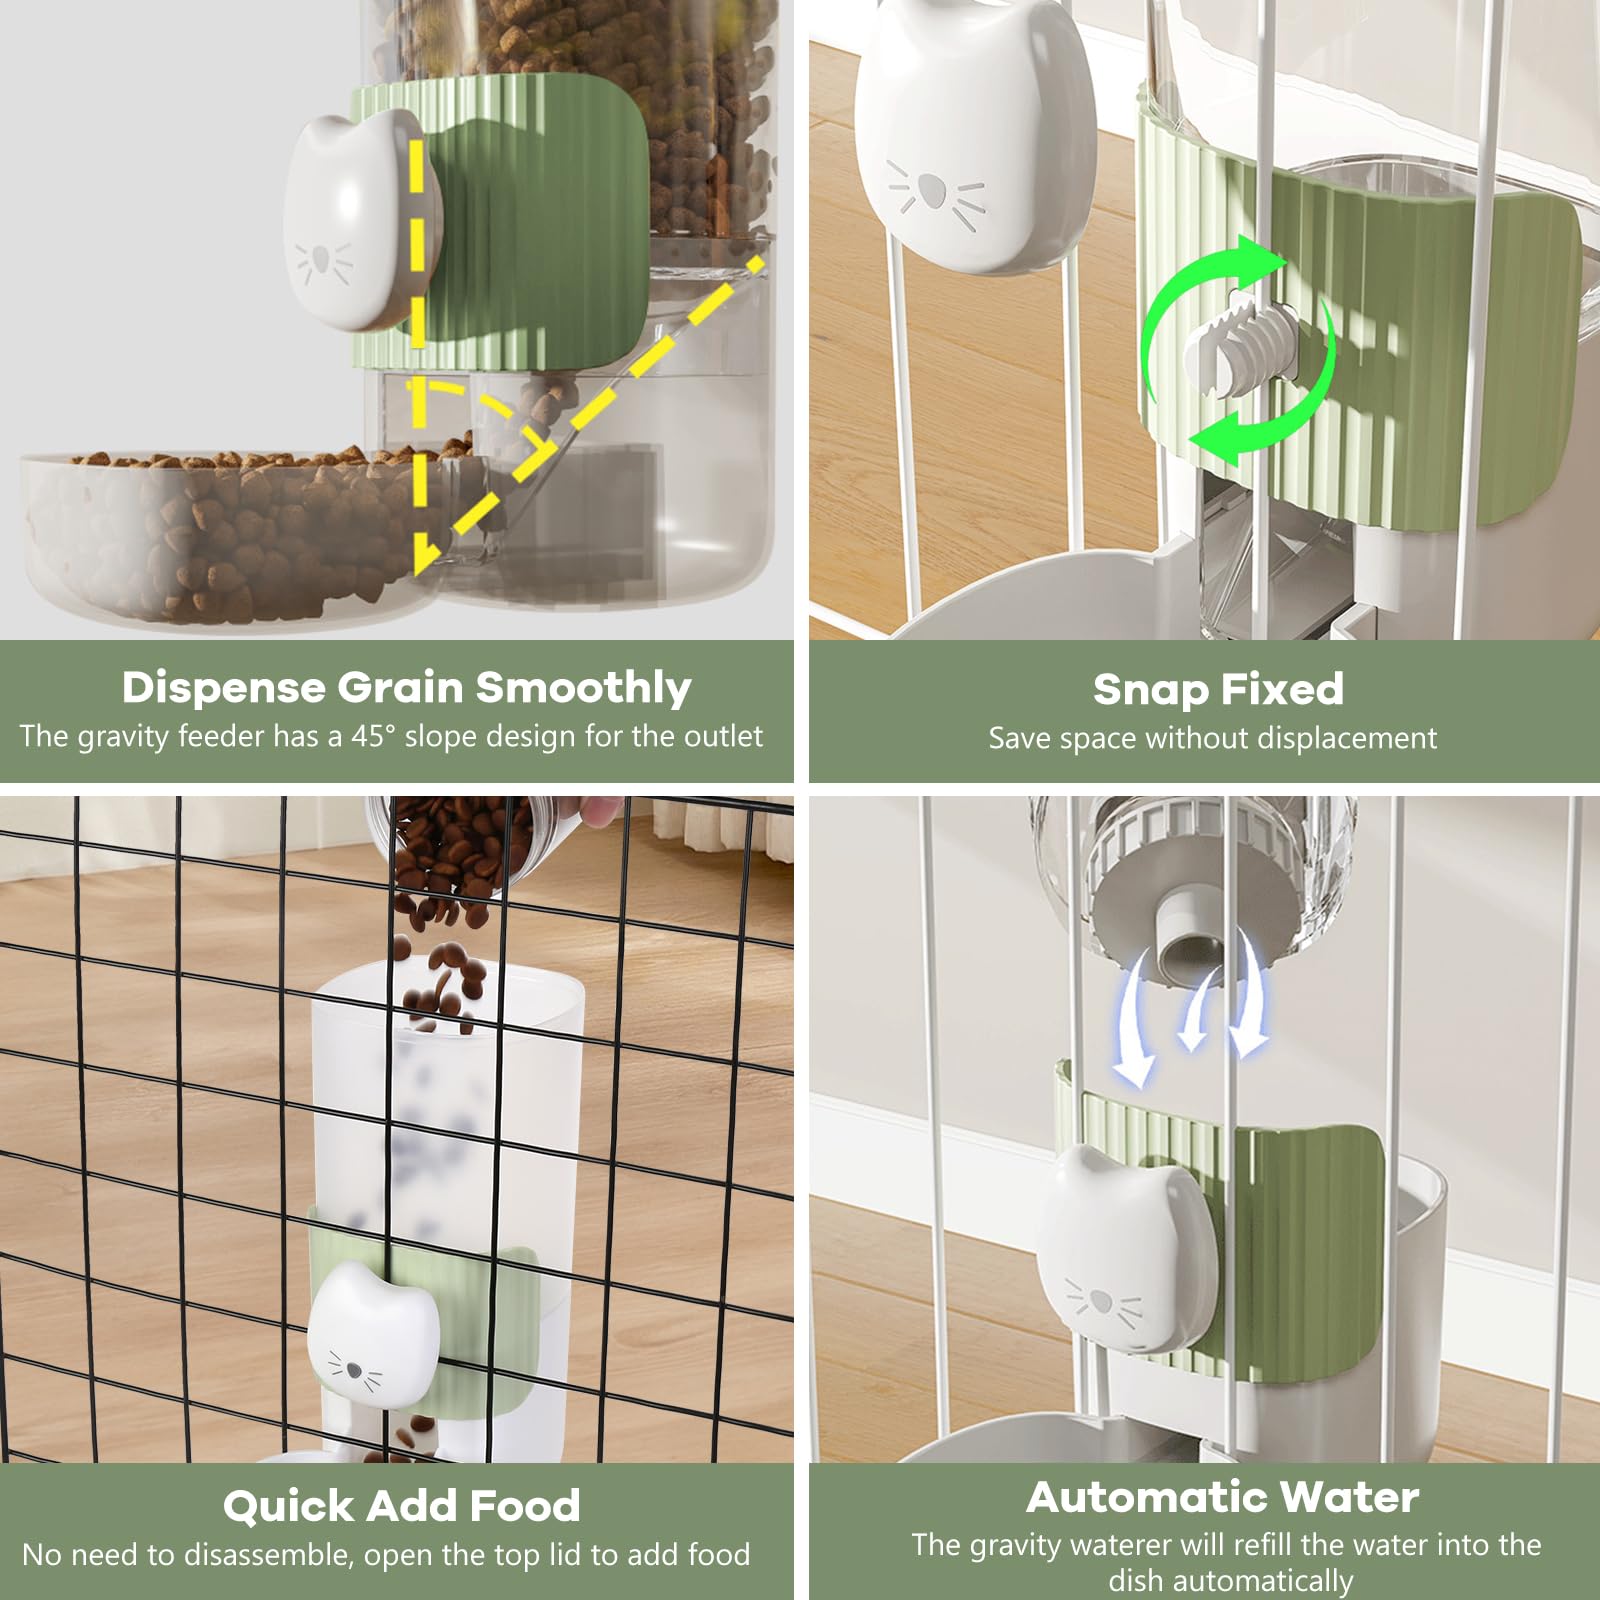 Dispense Grain Smoothly
The gravity feeder has a 45° slope design for the outlet
Snap Fixed
Save space without displacement
Quick Add Food
No need to disassemble, open the top lid to add food
Automatic Water
The gravity waterer will refill the water into the
dish automatically